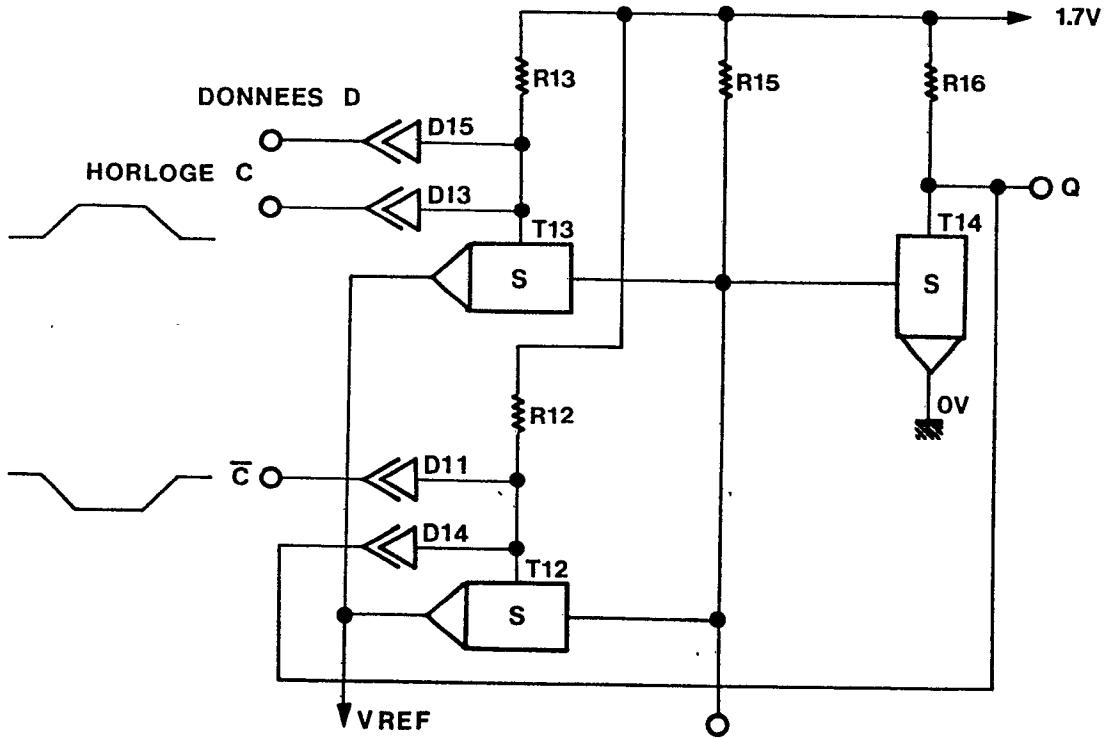 1.7V
R13
R15
R16
DONNEES D
D15
HORLOGE C
D13
Q
T13
T14
S
S
0V
R12
C̅
D11
D14
T12
S
VREF